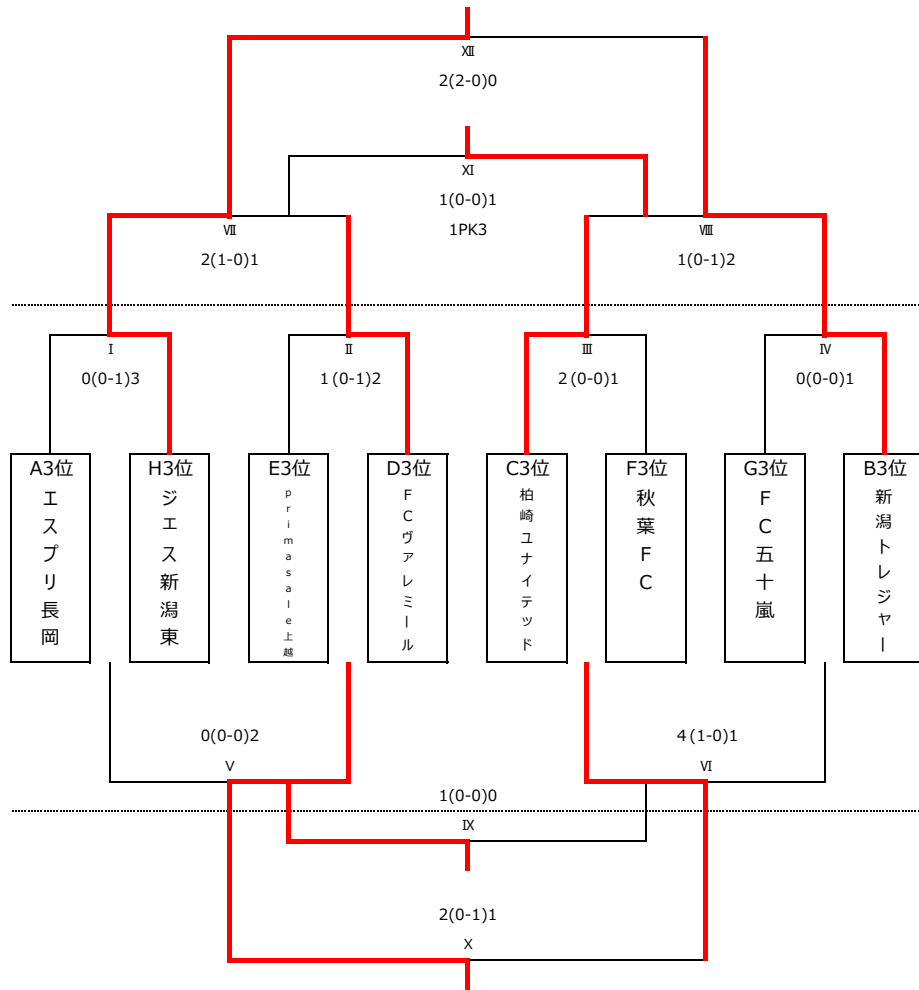 Ⅻ
2(2-0)0
Ⅺ
1(0-0)1
1PK3
Ⅶ
2(1-0)1
Ⅷ
1(0-1)2
Ⅰ
0(0-1)3
Ⅱ
1(0-1)2
Ⅲ
2(0-0)1
Ⅳ
0(0-0)1
A3位
エスプリ長岡
H3位
ジェス新潟東
E3位
primasale上越
D3位
FCヴァレミール
C3位
柏崎ユナイテッド
F3位
秋葉FC
G3位
FC五十嵐
B3位
新潟トレジャー
0(0-0)2
Ⅴ
4(1-0)1
Ⅵ
1(0-0)0
Ⅸ
2(0-1)1
Ⅹ